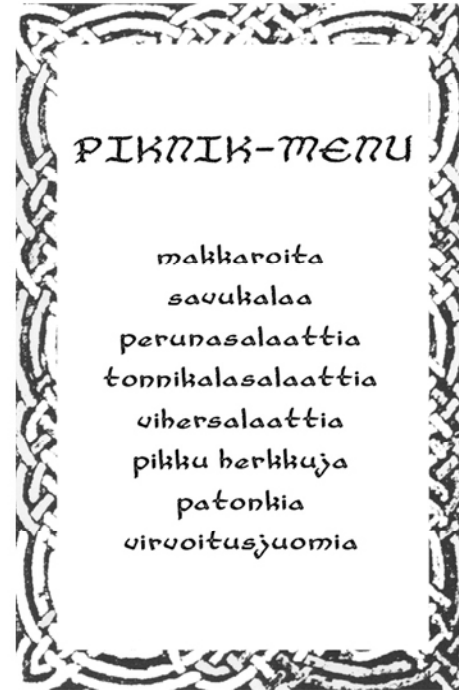 PIKNIK-MENU
makkaroita
savukalaa
perunasalaattia
tonnikalasalaattia
vihersalaattia
pikku herkkuja
patonkia
virvoitusjuomia